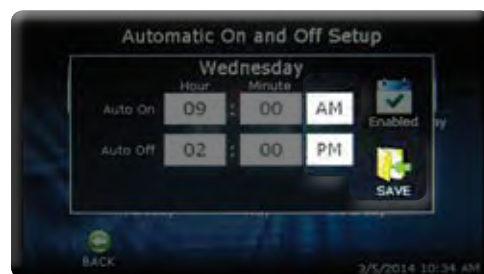 Automatic On and Off Setup
Wednesday
Hour Minute
Auto On 09 : 00 AM
Enabled
Auto Off 02 : 00 PM
SAVE
BACK
2/5/2014 10:34 AM